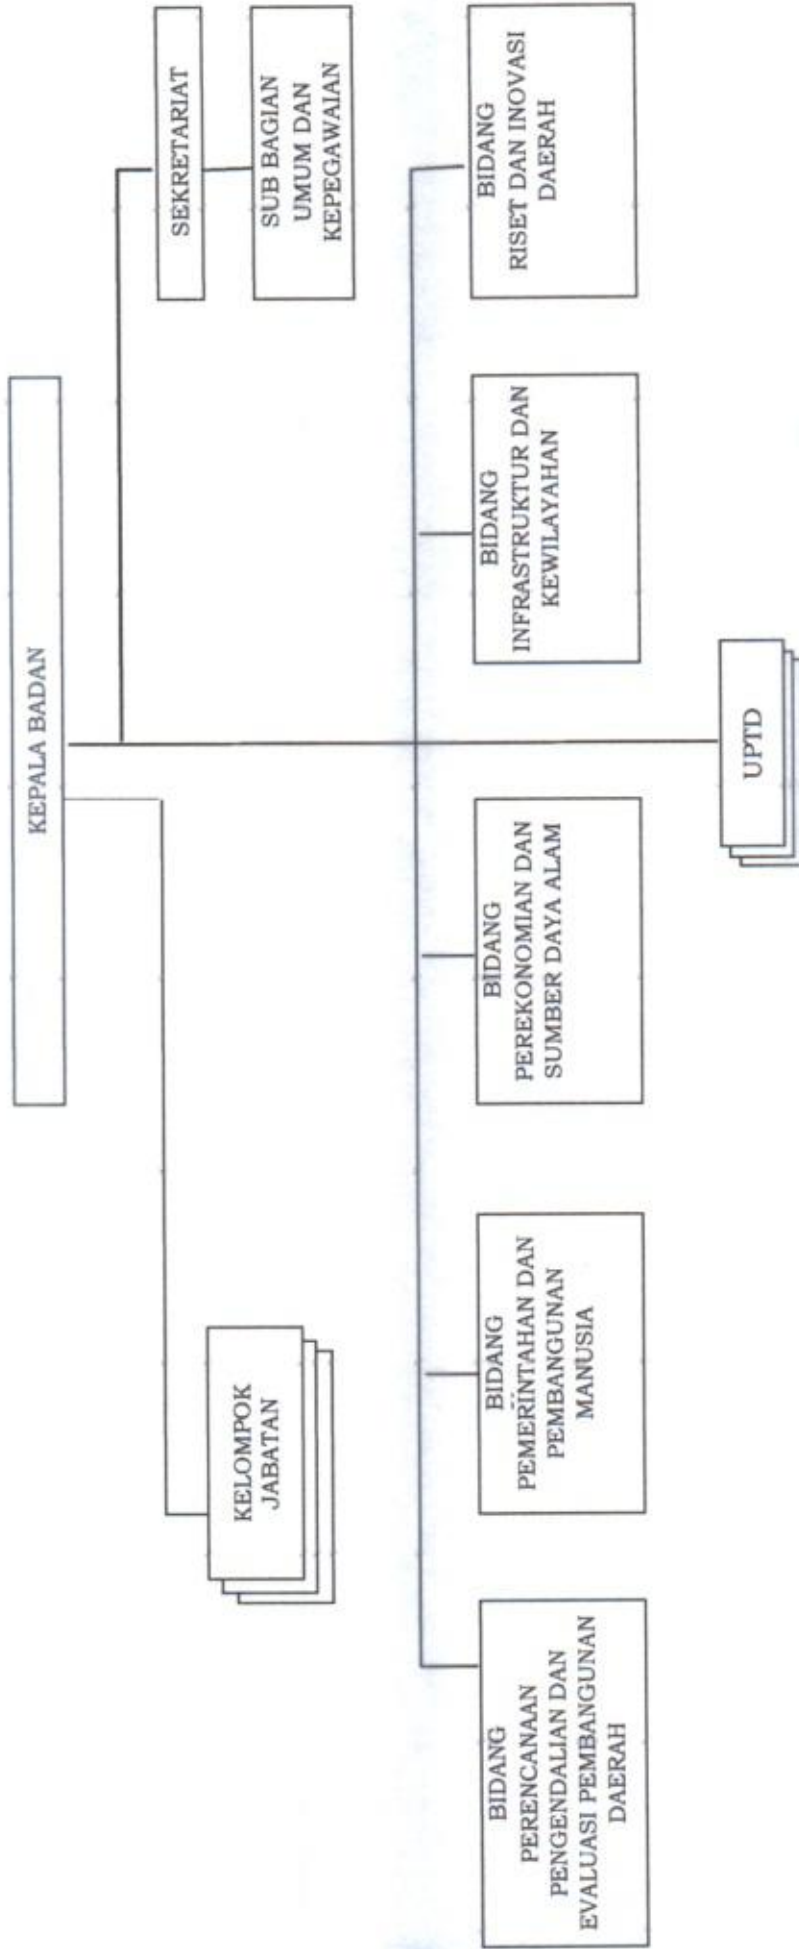 KEPALA BADAN
KELOMPOK
JABATAN
SEKRETARIAT
SUB BAGIAN
UMUM DAN
KEPEGAWAIAN
BIDANG
PERENCANAAN
PENGENDALIAN DAN
EVALUASI PEMBANGUNAN
DAERAH
BIDANG
PEMERINTAHAN DAN
PEMBANGUNAN
MANUSIA
BIDANG
PEREKONOMIAN DAN
SUMBER DAYA ALAM
BIDANG
INFRASTRUKTUR DAN
KEWILAYAHAN
BIDANG
RISET DAN INOVASI
DAERAH
UPTD